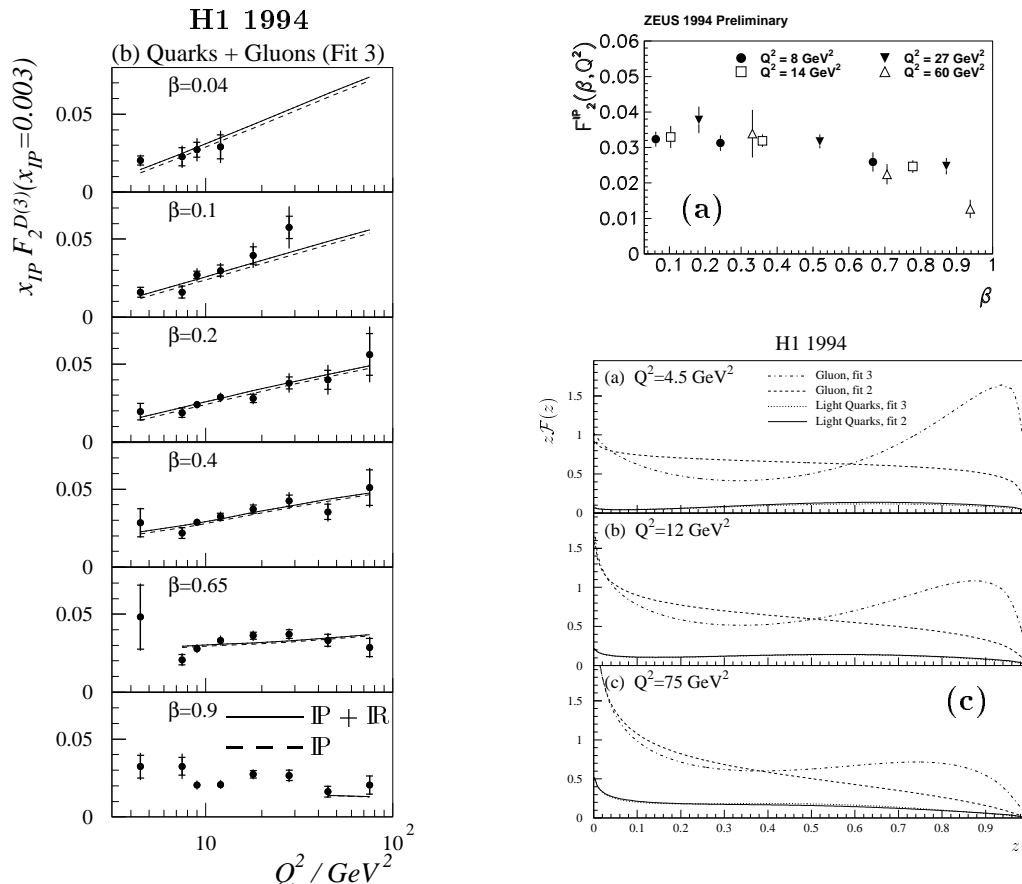 H1 1994
(b) Quarks + Gluons (Fit 3)
x_IP F_2^D(3)(x_IP=0.003)
β=0.04
0.05
0
β=0.1
0.05
0
β=0.2
0.05
0
β=0.4
0.05
0
β=0.65
0.05
0
β=0.9
IP + IR
IP
0.05
0
10
10^2
Q^2 / GeV^2
ZEUS 1994 Preliminary
F_2^IP(β,Q^2)
Q^2 = 8 GeV^2
Q^2 = 27 GeV^2
Q^2 = 14 GeV^2
Q^2 = 60 GeV^2
0.06
0.05
0.04
0.03
0.02
0.01
0
(a)
0.1 0.2 0.3 0.4 0.5 0.6 0.7 0.8 0.9 1
β
H1 1994
zF(z)
(a) Q^2=4.5 GeV^2
Gluon, fit 3
Gluon, fit 2
Light Quarks, fit 3
Light Quarks, fit 2
1.5
1
0.5
0
(b) Q^2=12 GeV^2
1.5
1
0.5
0
(c) Q^2=75 GeV^2
(c)
1.5
1
0.5
0
0 0.1 0.2 0.3 0.4 0.5 0.6 0.7 0.8 0.9
z